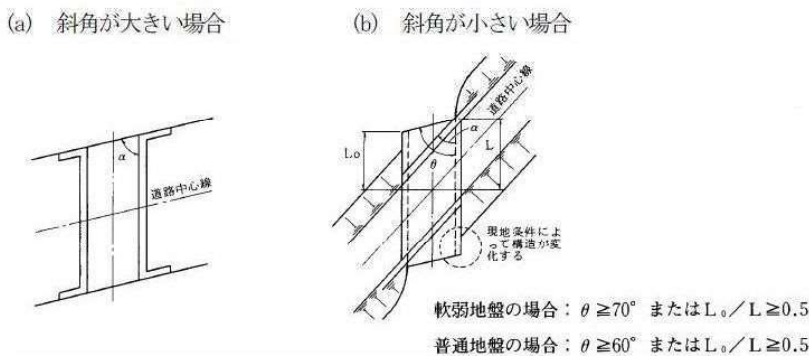 (a) 斜角が大きい場合
(b) 斜角が小さい場合
α
道路中心線
道路中心線
α
θ
L₀
L
現地条件によ
って構造が変
化する
軟弱地盤の場合：θ≧70° またはL₀／L≧0.5
普通地盤の場合：θ≧60° またはL₀／L≧0.5